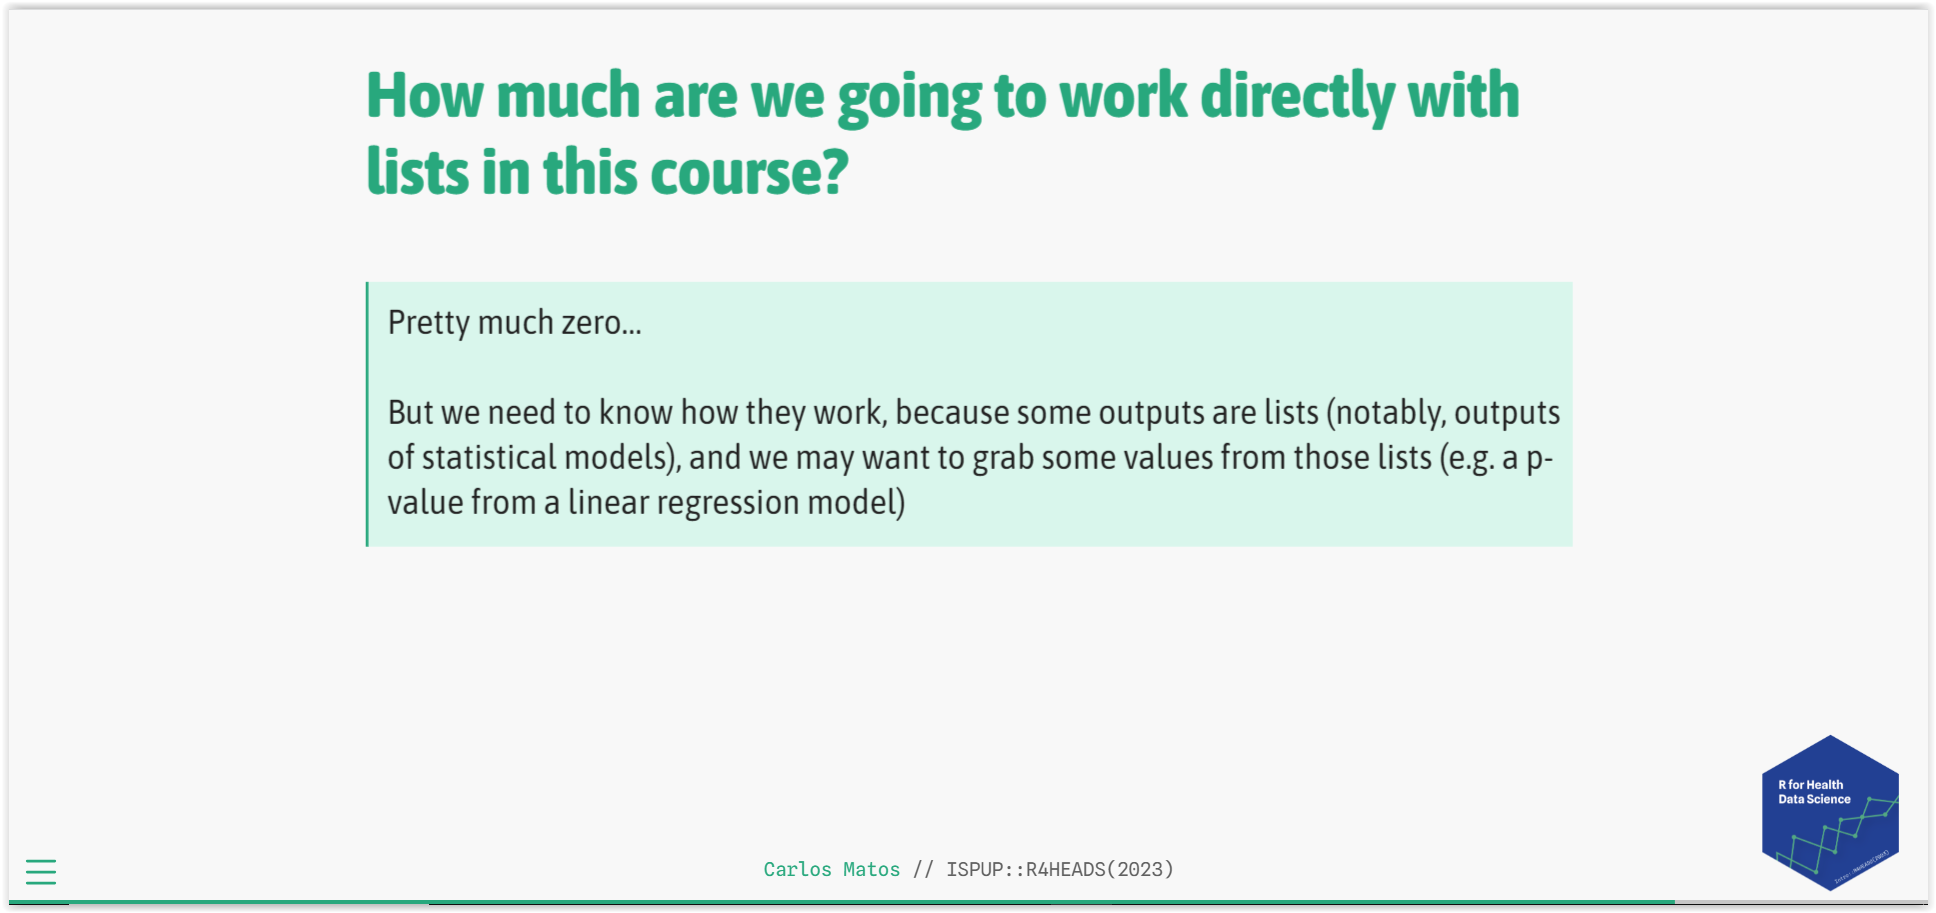 How much are we going to work directly with
lists in this course?
Pretty much zero...
But we need to know how they work, because some outputs are lists (notably, outputs
of statistical models), and we may want to grab some values from those lists (e.g. a p-
value from a linear regression model)
R for Health
Data Science
Carlos Matos // ISPUP::R4HEADS(2023)